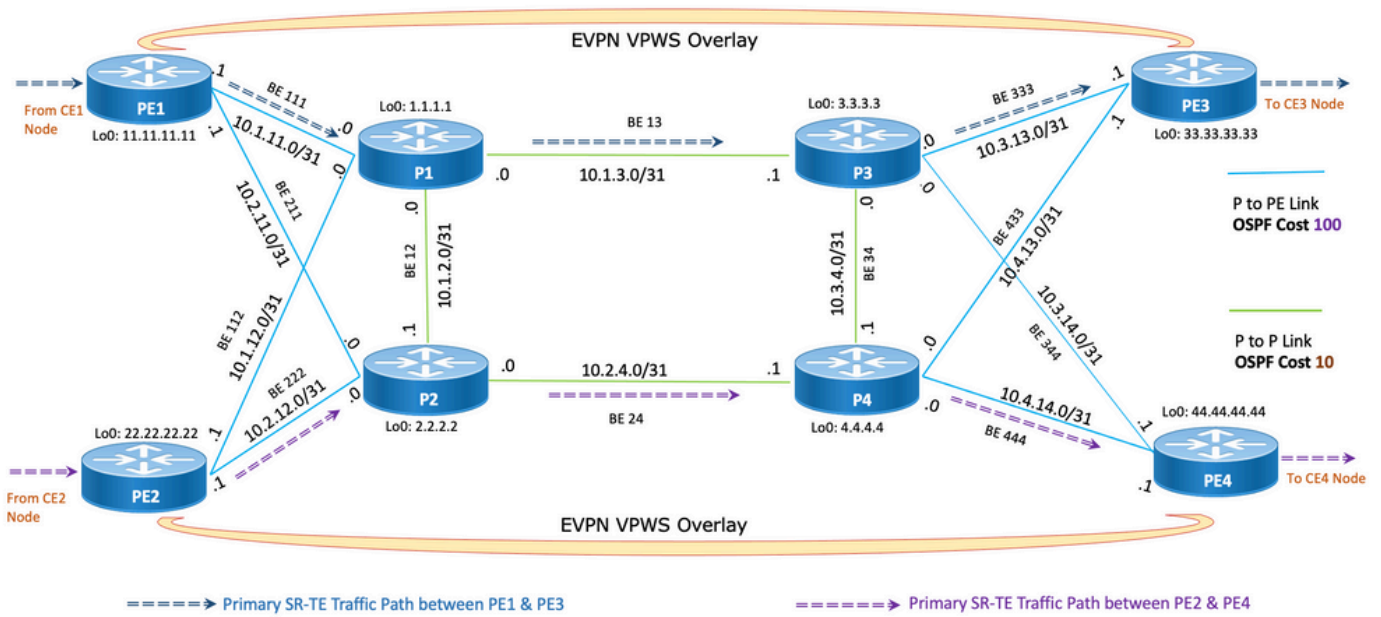 EVPN VPWS Overlay
.1
BE 111
PE1
From CE1
Node
Lo0: 11.11.11.11
.1
10.1.11.0/31
.0
Lo0: 1.1.1.1
P1
.0
.0
BE 13
10.1.3.0/31
.1
Lo0: 3.3.3.3
P3
.0
.0
BE 333
10.3.13.0/31
.1
.1
PE3
To CE3 Node
Lo0: 33.33.33.33
BE 211
10.2.11.0/31
.0
BE 12
10.1.2.0/31
.1
.0
10.3.4.0/31
BE 34
.1
BE 433
10.4.13.0/31
10.3.14.0/31
BE 344
P to PE Link
OSPF Cost 100
P to P Link
OSPF Cost 10
BE 112
10.1.12.0/31
BE 222
10.2.12.0/31
.0
.0
P2
Lo0: 2.2.2.2
.0
10.2.4.0/31
.1
BE 24
P4
Lo0: 4.4.4.4
.0
.0
10.4.14.0/31
BE 444
.1
Lo0: 44.44.44.44
PE4
.1
To CE4 Node
Lo0: 22.22.22.22
.1
PE2
.1
From CE2
Node
EVPN VPWS Overlay
Primary SR-TE Traffic Path between PE1 & PE3
Primary SR-TE Traffic Path between PE2 & PE4